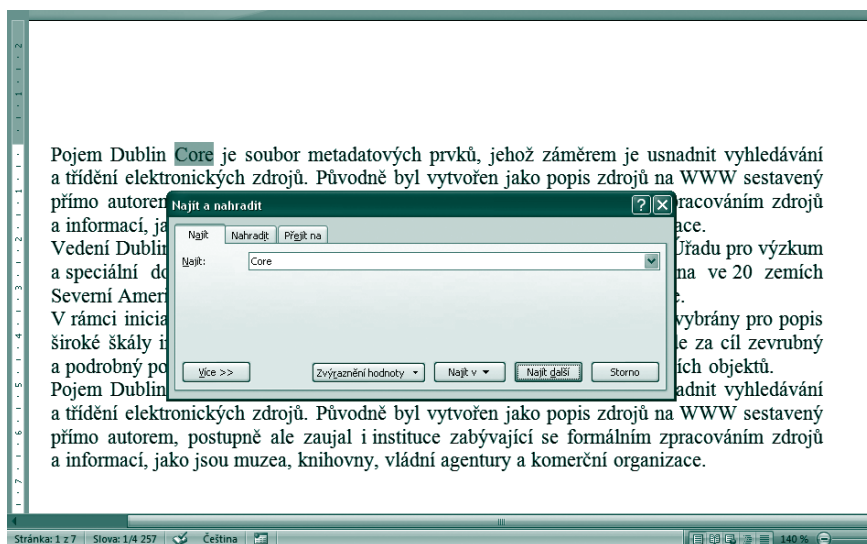 Pojem Dublin Core je soubor metadatových prvků, jehož záměrem je usnadnit vyhledávání
a třídění elektronických zdrojů. Původně byl vytvořen jako popis zdrojů na WWW sestavený
přímo autorem pracováním zdrojů
Najít a nahradit
a informací, ja ace.
Najít Nahradit Přejít na
Vedení Dublin Úřadu pro výzkum
Najít: Core
a speciální do na ve 20 zemích
Severní Ameri e.
V rámci inicia vybrány pro popis
široké škály i le za cíl zevrubný
a podrobný po ích objektů.
Více >> Zvýraznění hodnoty Najít v Najít další Storno
Pojem Dublin adnit vyhledávání
a třídění elektronických zdrojů. Původně byl vytvořen jako popis zdrojů na WWW sestavený
přímo autorem, postupně ale zaujal i instituce zabývající se formálním zpracováním zdrojů
a informací, jako jsou muzea, knihovny, vládní agentury a komerční organizace.
Stránka: 1 z 7 Slova: 1/4 257 Čeština 140 %